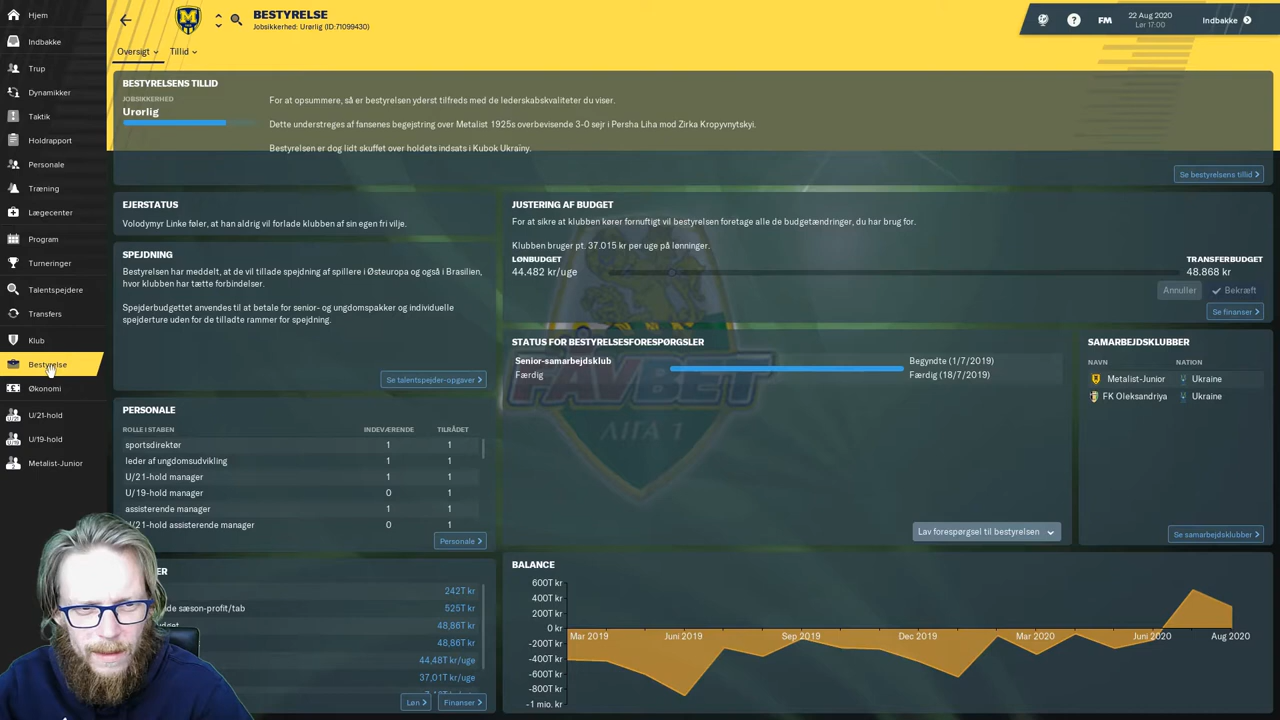 Hjem
Indbakke
Trup
Dynamikker
Taktik
Holdrapport
Personale
Træning
Lægecenter
Program
Turneringer
Talentspejdere
Transfers
Klub
Bestyrelse
Økonomi
U/21-hold
U/19-hold
Metalist-Junior
BESTYRELSE
Jobsikkerhed: Urørlig (ID:71099430)
FM
22 Aug 2020
Lør 17:00
Indbakke
Oversigt
Tillid
BESTYRELSENS TILLID
JOBSIKKERHED
Urørlig
For at opsummere, så er bestyrelsen yderst tilfreds med de lederskabskvaliteter du viser.
Dette understreges af fansenes begejstring over Metalist 1925s overbevisende 3-0 sejr i Persha Liha mod Zirka Kropyvnytskyi.
Bestyrelsen er dog lidt skuffet over holdets indsats i Kubok Ukrainy.
Se bestyrelsens tillid
EJERSTATUS
Volodymyr Linke føler, at han aldrig vil forlade klubben af sin egen fri vilje.
SPEJDNING
Bestyrelsen har meddelt, at de vil tillade spejdning af spillere i Østeuropa og også i Brasilien,
hvor klubben har tætte forbindelser.
Spejderbudgettet anvendes til at betale for senior- og ungdomspakker og individuelle
spejderture uden for de tilladte rammer for spejdning.
Se talentspejder-opgaver
PERSONALE
ROLLE I STABEN INDEVÆRENDE TILRÅDET
sportsdirektør 1 1
leder af ungdomsudvikling 1 1
U/21-hold manager 1 1
U/19-hold manager 0 1
assisterende manager 1 1
U/21-hold assisterende manager 0 1
Personale
ER
242T kr
de sæson-profit/tab 525T kr
48,86T kr
48,86T kr
44,48T kr/uge
37,01T kr/uge
Løn
Finanser
JUSTERING AF BUDGET
For at sikre at klubben kører fornuftigt vil bestyrelsen foretage alle de budgetændringer, du har brug for.
Klubben bruger pt. 37.015 kr per uge på lønninger.
LØNBUDGET
44.482 kr/uge
TRANSFERBUDGET
48.868 kr
Annuller
Bekræft
Se finanser
STATUS FOR BESTYRELSESFORESPØRGSLER
Senior-samarbejdsklub Begyndte (1/7/2019)
Færdig Færdig (18/7/2019)
FAVBET
ЛІГА 1
Lav forespørgsel til bestyrelsen
SAMARBEJDSKLUBBER
NAVN NATION
Metalist-Junior Ukraine
FK Oleksandriya Ukraine
Se samarbejdsklubber
BALANCE
600T kr
400T kr
200T kr
0 kr
-200T kr
-400T kr
-600T kr
-800T kr
-1 mio. kr
Mar 2019 Juni 2019 Sep 2019 Dec 2019 Mar 2020 Juni 2020 Aug 2020